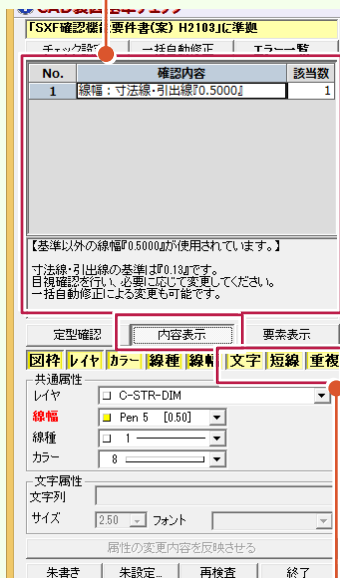 CAD製図基準チェック
「SXF確認機能要件書(案) H2103」に準拠
チェック設定 一括自動修正 エラー一覧
No. 確認内容 該当数
1 線幅：寸法線・引出線『0.5000』 1
【基準以外の線幅『0.5000』が使用されています。】
寸法線・引出線の基準は『0.13』です。
目視確認を行い、必要に応じて変更してください。
一括自動修正による変更も可能です。
定型確認 内容表示 要素表示
図枠 レイヤ カラー 線種 線幅 文字 短線 重複
共通属性
レイヤ C-STR-DIM
線幅 Pen 5 [0.50]
線種 1
カラー 8
文字属性
文字列
サイズ 2.50 フォント
属性の変更内容を反映させる
朱書き 朱設定... 再検査 終了